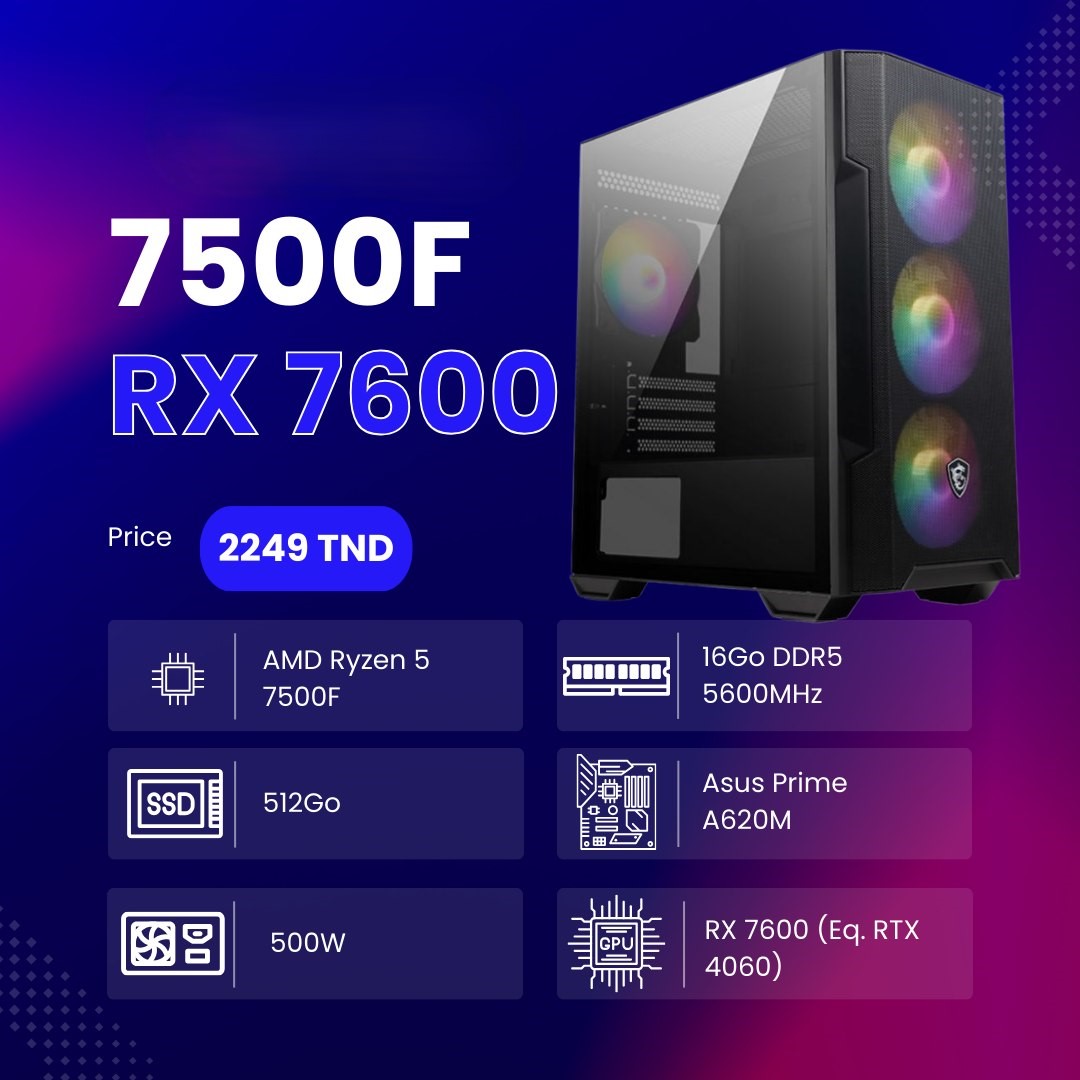 7500F
RX 7600
Price
2249 TND
AMD Ryzen 5
7500F
16Go DDR5
5600MHz
SSD
512Go
Asus Prime
A620M
500W
GPU
RX 7600 (Eq. RTX
4060)